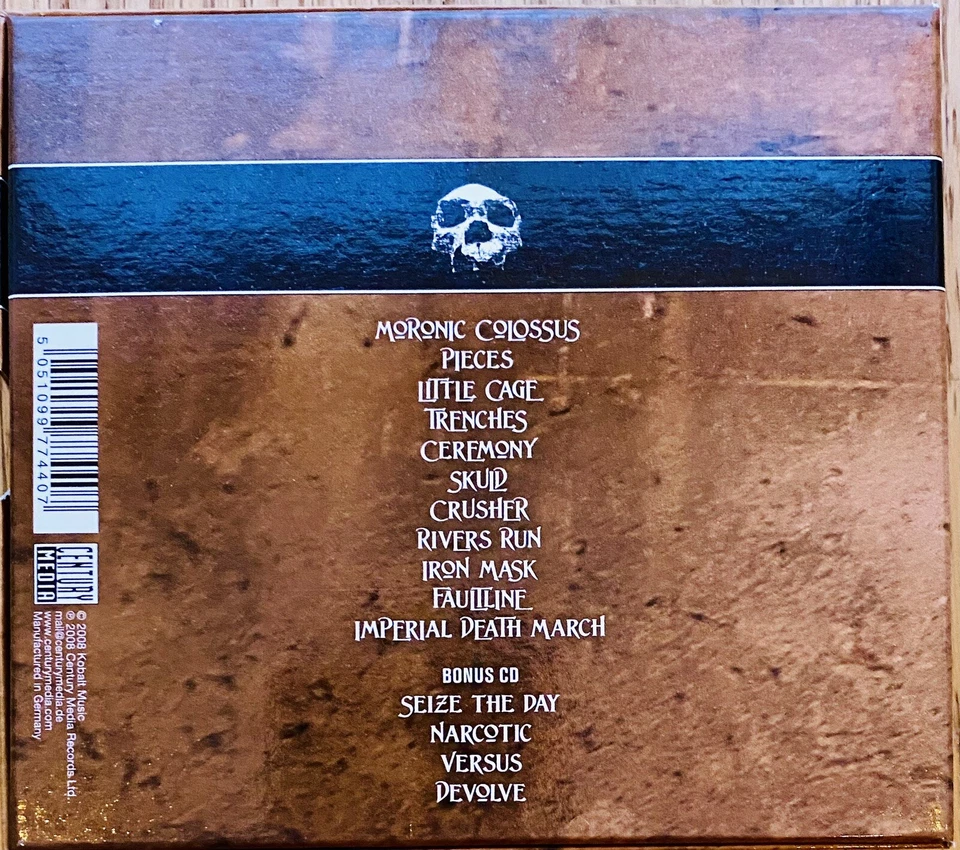 MORONIC COLOSSUS
PIECES
LITTLE CAGE
TRENCHES
CEREMONY
SKULD
CRUSHER
RIVERS RUN
IRON MASK
FAULTLINE
IMPERIAL DEATH MARCH
BONUS CD
SEIZE THE DAY
NARCOTIC
VERSUS
DEVOLVE
5 051099 774407
CENTURY
MEDIA
© 2008 Kobalt Music
℗ 2008 Century Media Records Ltd.
mail@centurymedia.de
www.centurymedia.com
Manufactured in Germany